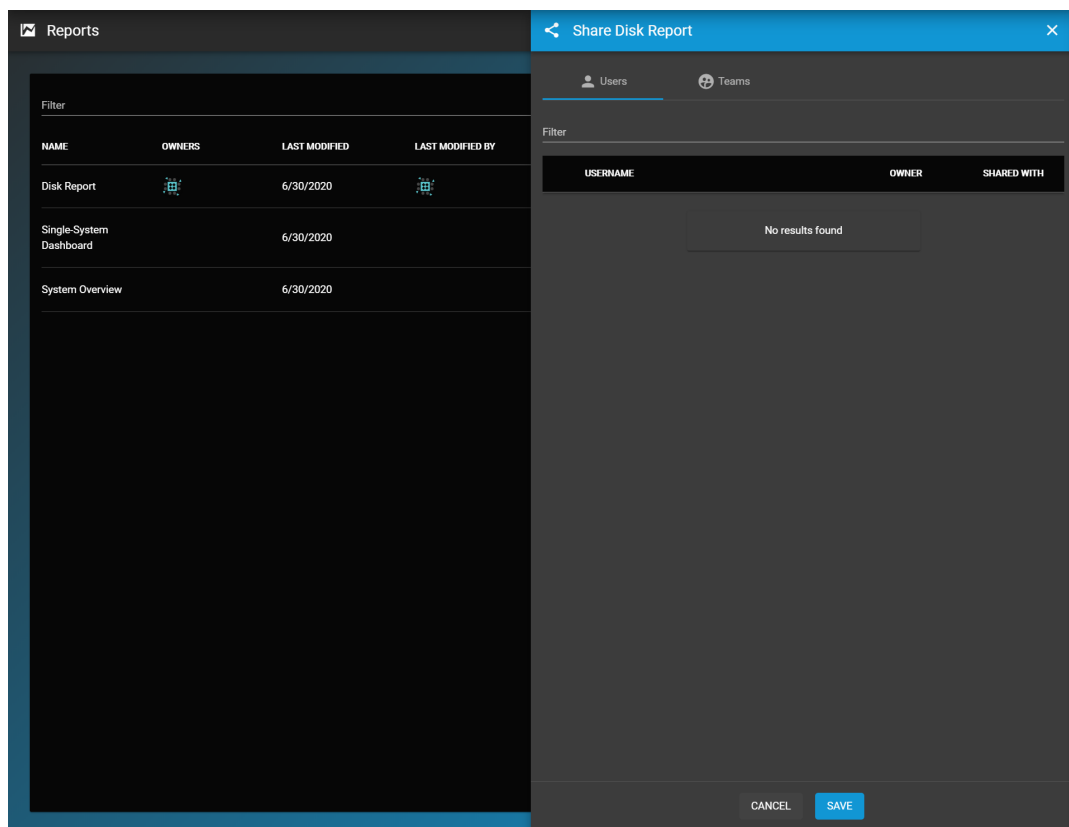 Reports
Filter
NAME OWNERS LAST MODIFIED LAST MODIFIED BY
Disk Report 6/30/2020
Single-System
Dashboard 6/30/2020
System Overview 6/30/2020
Share Disk Report
Users Teams
Filter
USERNAME OWNER SHARED WITH
No results found
CANCEL SAVE